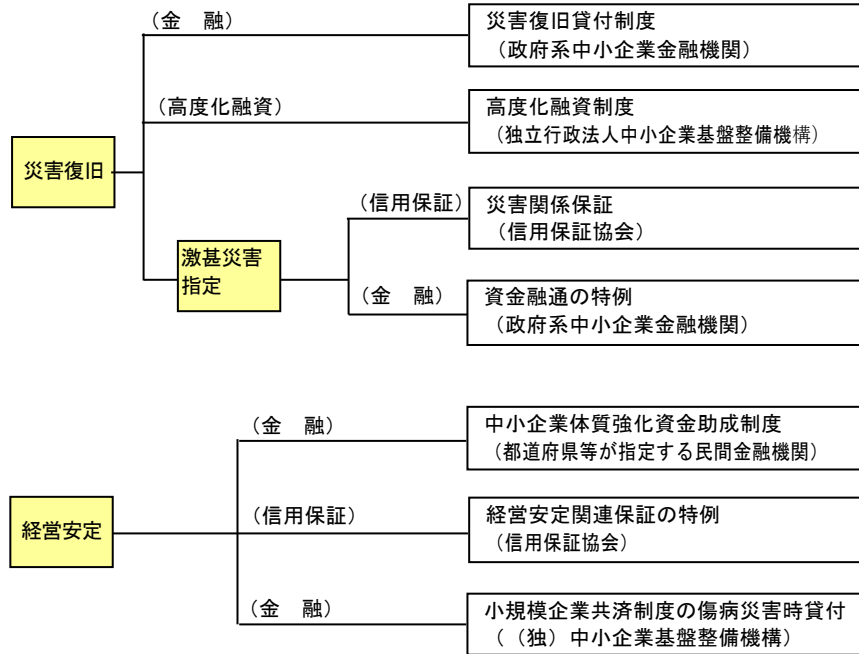 （金　融）
災害復旧貸付制度
（政府系中小企業金融機関）
（高度化融資）
高度化融資制度
（独立行政法人中小企業基盤整備機構）
災害復旧
（信用保証）
災害関係保証
（信用保証協会）
激甚災害
指定
（金　融）
資金融通の特例
（政府系中小企業金融機関）
（金　融）
中小企業体質強化資金助成制度
（都道府県等が指定する民間金融機関）
経営安定
（信用保証）
経営安定関連保証の特例
（信用保証協会）
（金　融）
小規模企業共済制度の傷病災害時貸付
（（独）中小企業基盤整備機構）